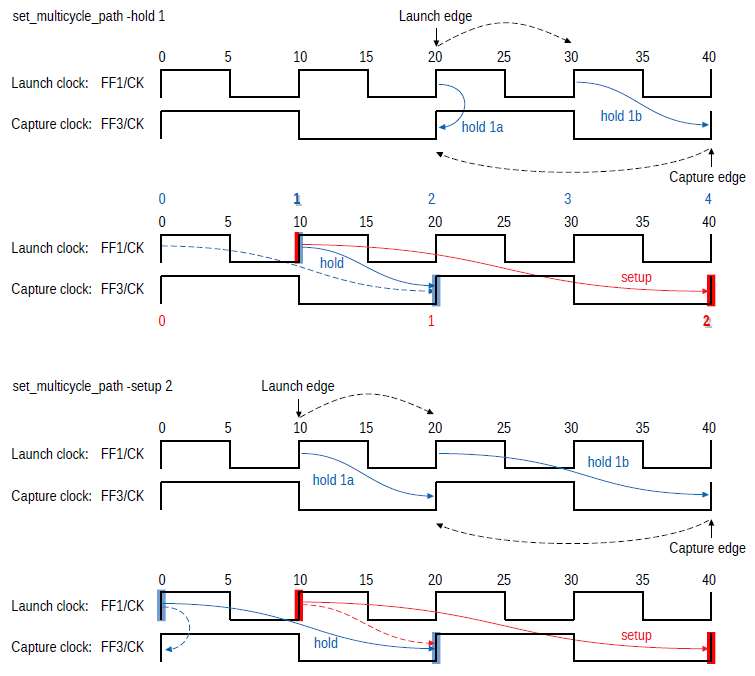 set_multicycle_path -hold 1
Launch edge
0 5 10 15 20 25 30 35 40
Launch clock: FF1/CK
Capture clock: FF3/CK
hold 1a
hold 1b
Capture edge
0 1 2 3 4
0 5 10 15 20 25 30 35 40
Launch clock: FF1/CK
hold
setup
Capture clock: FF3/CK
0 1 2
set_multicycle_path -setup 2
Launch edge
0 5 10 15 20 25 30 35 40
Launch clock: FF1/CK
hold 1b
hold 1a
Capture clock: FF3/CK
Capture edge
0 5 10 15 20 25 30 35 40
Launch clock: FF1/CK
setup
hold
Capture clock: FF3/CK